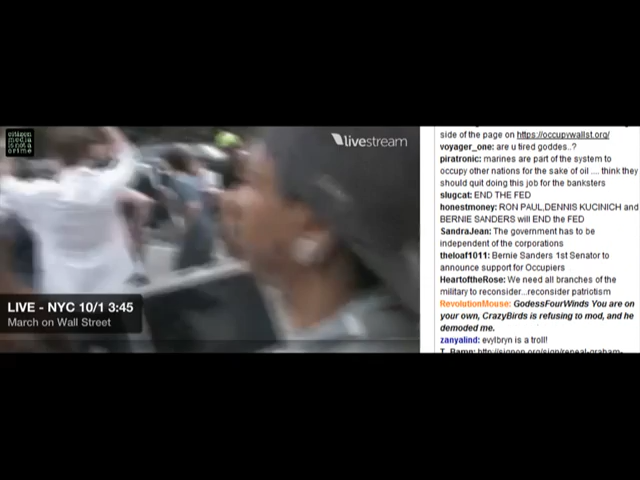 citizen
media
is not a
crime
livestream
LIVE - NYC 10/1 3:45
March on Wall Street
side of the page on https://occupywallst.org/
voyager_one: are u tired goddes..?
piratronic: marines are part of the system to
occupy other nations for the sake of oil .... think they
should quit doing this job for the banksters
slugcat: END THE FED
honestmoney: RON PAUL,DENNIS KUCINICH and
BERNIE SANDERS will END the FED
SandraJean: The government has to be
independent of the corporations
theloaf1011: Bernie Sanders 1st Senator to
announce support for Occupiers
HeartoftheRose: We need all branches of the
military to reconsider...reconsider patriotism
RevolutionMouse: GodessFourWinds You are on
your own, CrazyBirds is refusing to mod, and he
demoded me.
zanyalind: evylbryn is a troll!